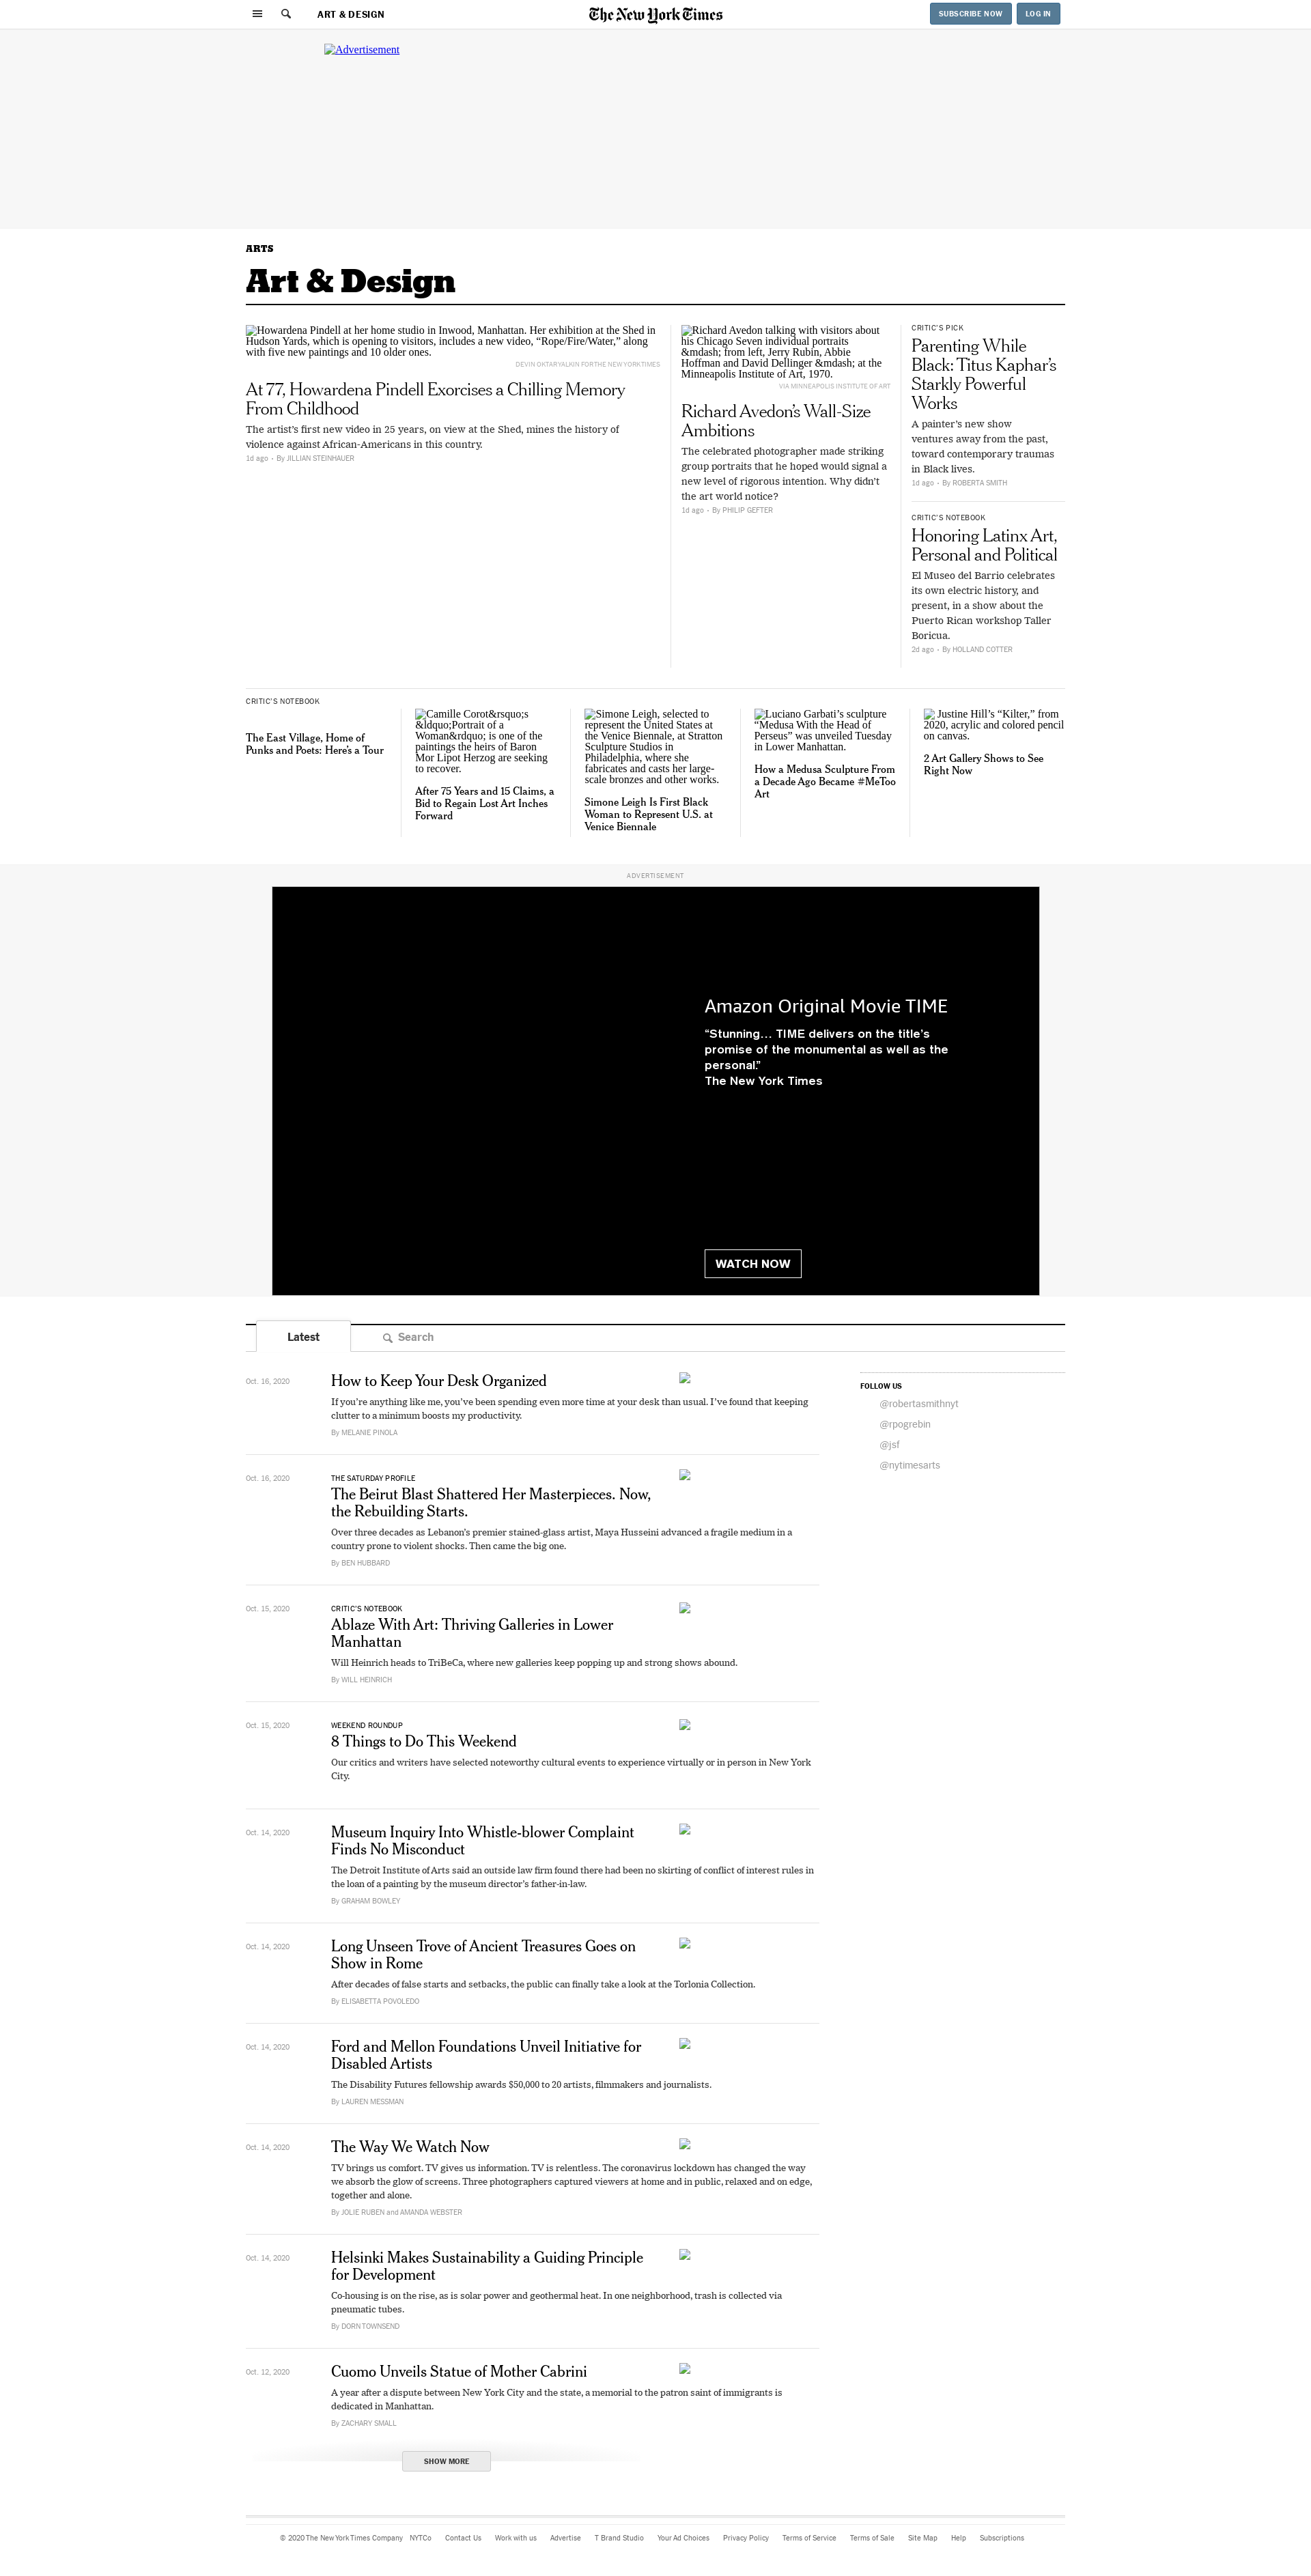 ART & DESIGN
The New York Times
SUBSCRIBE NOW
LOG IN
Advertisement
ARTS
Art & Design
Howardena Pindell at her home studio in Inwood, Manhattan. Her exhibition at the Shed in
Hudson Yards, which is opening to visitors, includes a new video, “Rope/Fire/Water,” along
with five new paintings and 10 older ones.
DEVIN OKTAR YALKIN FOR THE NEW YORK TIMES
At 77, Howardena Pindell Exorcises a Chilling Memory
From Childhood
The artist’s first new video in 25 years, on view at the Shed, mines the history of
violence against African-Americans in this country.
1d ago • By JILLIAN STEINHAUER
Richard Avedon talking with visitors about
his Chicago Seven individual portraits
&mdash; from left, Jerry Rubin, Abbie
Hoffman and David Dellinger &mdash; at the
Minneapolis Institute of Art, 1970.
VIA MINNEAPOLIS INSTITUTE OF ART
Richard Avedon’s Wall-Size
Ambitions
The celebrated photographer made striking
group portraits that he hoped would signal a
new level of rigorous intention. Why didn’t
the art world notice?
1d ago • By PHILIP GEFTER
CRITIC’S PICK
Parenting While
Black: Titus Kaphar’s
Starkly Powerful
Works
A painter’s new show
ventures away from the past,
toward contemporary traumas
in Black lives.
1d ago • By ROBERTA SMITH
CRITIC’S NOTEBOOK
Honoring Latinx Art,
Personal and Political
El Museo del Barrio celebrates
its own electric history, and
present, in a show about the
Puerto Rican workshop Taller
Boricua.
2d ago • By HOLLAND COTTER
CRITIC’S NOTEBOOK
The East Village, Home of
Punks and Poets: Here’s a Tour
Camille Corot&rsquo;s
&ldquo;Portrait of a
Woman&rdquo; is one of the
paintings the heirs of Baron
Mor Lipot Herzog are seeking
to recover.
After 75 Years and 15 Claims, a
Bid to Regain Lost Art Inches
Forward
Simone Leigh, selected to
represent the United States at
the Venice Biennale, at Stratton
Sculpture Studios in
Philadelphia, where she
fabricates and casts her large-
scale bronzes and other works.
Simone Leigh Is First Black
Woman to Represent U.S. at
Venice Biennale
Luciano Garbati’s sculpture
“Medusa With the Head of
Perseus” was unveiled Tuesday
in Lower Manhattan.
How a Medusa Sculpture From
a Decade Ago Became #MeToo
Art
Justine Hill’s “Kilter,” from
2020, acrylic and colored pencil
on canvas.
2 Art Gallery Shows to See
Right Now
ADVERTISEMENT
Amazon Original Movie TIME
“Stunning… TIME delivers on the title’s
promise of the monumental as well as the
personal.”
The New York Times
WATCH NOW
Latest
Search
Oct. 16, 2020
How to Keep Your Desk Organized
If you’re anything like me, you’ve been spending even more time at your desk than usual. I’ve found that keeping
clutter to a minimum boosts my productivity.
By MELANIE PINOLA
FOLLOW US
@robertasmithnyt
@rpogrebin
@jsf
@nytimesarts
Oct. 16, 2020
THE SATURDAY PROFILE
The Beirut Blast Shattered Her Masterpieces. Now,
the Rebuilding Starts.
Over three decades as Lebanon’s premier stained-glass artist, Maya Husseini advanced a fragile medium in a
country prone to violent shocks. Then came the big one.
By BEN HUBBARD
Oct. 15, 2020
CRITIC’S NOTEBOOK
Ablaze With Art: Thriving Galleries in Lower
Manhattan
Will Heinrich heads to TriBeCa, where new galleries keep popping up and strong shows abound.
By WILL HEINRICH
Oct. 15, 2020
WEEKEND ROUNDUP
8 Things to Do This Weekend
Our critics and writers have selected noteworthy cultural events to experience virtually or in person in New York
City.
Oct. 14, 2020
Museum Inquiry Into Whistle-blower Complaint
Finds No Misconduct
The Detroit Institute of Arts said an outside law firm found there had been no skirting of conflict of interest rules in
the loan of a painting by the museum director’s father-in-law.
By GRAHAM BOWLEY
Oct. 14, 2020
Long Unseen Trove of Ancient Treasures Goes on
Show in Rome
After decades of false starts and setbacks, the public can finally take a look at the Torlonia Collection.
By ELISABETTA POVOLEDO
Oct. 14, 2020
Ford and Mellon Foundations Unveil Initiative for
Disabled Artists
The Disability Futures fellowship awards $50,000 to 20 artists, filmmakers and journalists.
By LAUREN MESSMAN
Oct. 14, 2020
The Way We Watch Now
TV brings us comfort. TV gives us information. TV is relentless. The coronavirus lockdown has changed the way
we absorb the glow of screens. Three photographers captured viewers at home and in public, relaxed and on edge,
together and alone.
By JOLIE RUBEN and AMANDA WEBSTER
Oct. 14, 2020
Helsinki Makes Sustainability a Guiding Principle
for Development
Co-housing is on the rise, as is solar power and geothermal heat. In one neighborhood, trash is collected via
pneumatic tubes.
By DORN TOWNSEND
Oct. 12, 2020
Cuomo Unveils Statue of Mother Cabrini
A year after a dispute between New York City and the state, a memorial to the patron saint of immigrants is
dedicated in Manhattan.
By ZACHARY SMALL
SHOW MORE
© 2020 The New York Times Company NYTCo Contact Us Work with us Advertise T Brand Studio Your Ad Choices Privacy Policy Terms of Service Terms of Sale Site Map Help Subscriptions